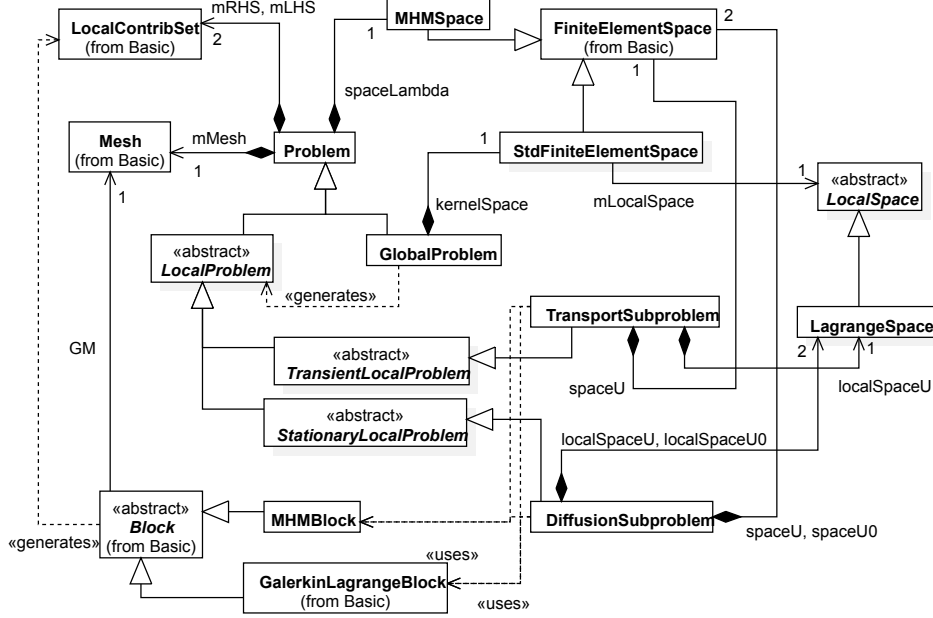 mRHS, mLHS
MHMSpace
2
LocalContribSet
(from Basic)
2
1
FiniteElementSpace
(from Basic)
1
spaceLambda
Mesh
(from Basic)
mMesh
1
1
Problem
1
StdFiniteElementSpace
kernelSpace
mLocalSpace
1
«abstract»
LocalSpace
«abstract»
LocalProblem
GlobalProblem
«generates»
TransportSubproblem
LagrangeSpace
2
1
GM
«abstract»
TransientLocalProblem
spaceU
localSpaceU
«abstract»
StationaryLocalProblem
localSpaceU, localSpaceU0
«abstract»
Block
(from Basic)
«generates»
MHMBlock
DiffusionSubproblem
spaceU, spaceU0
«uses»
GalerkinLagrangeBlock
(from Basic)
«uses»